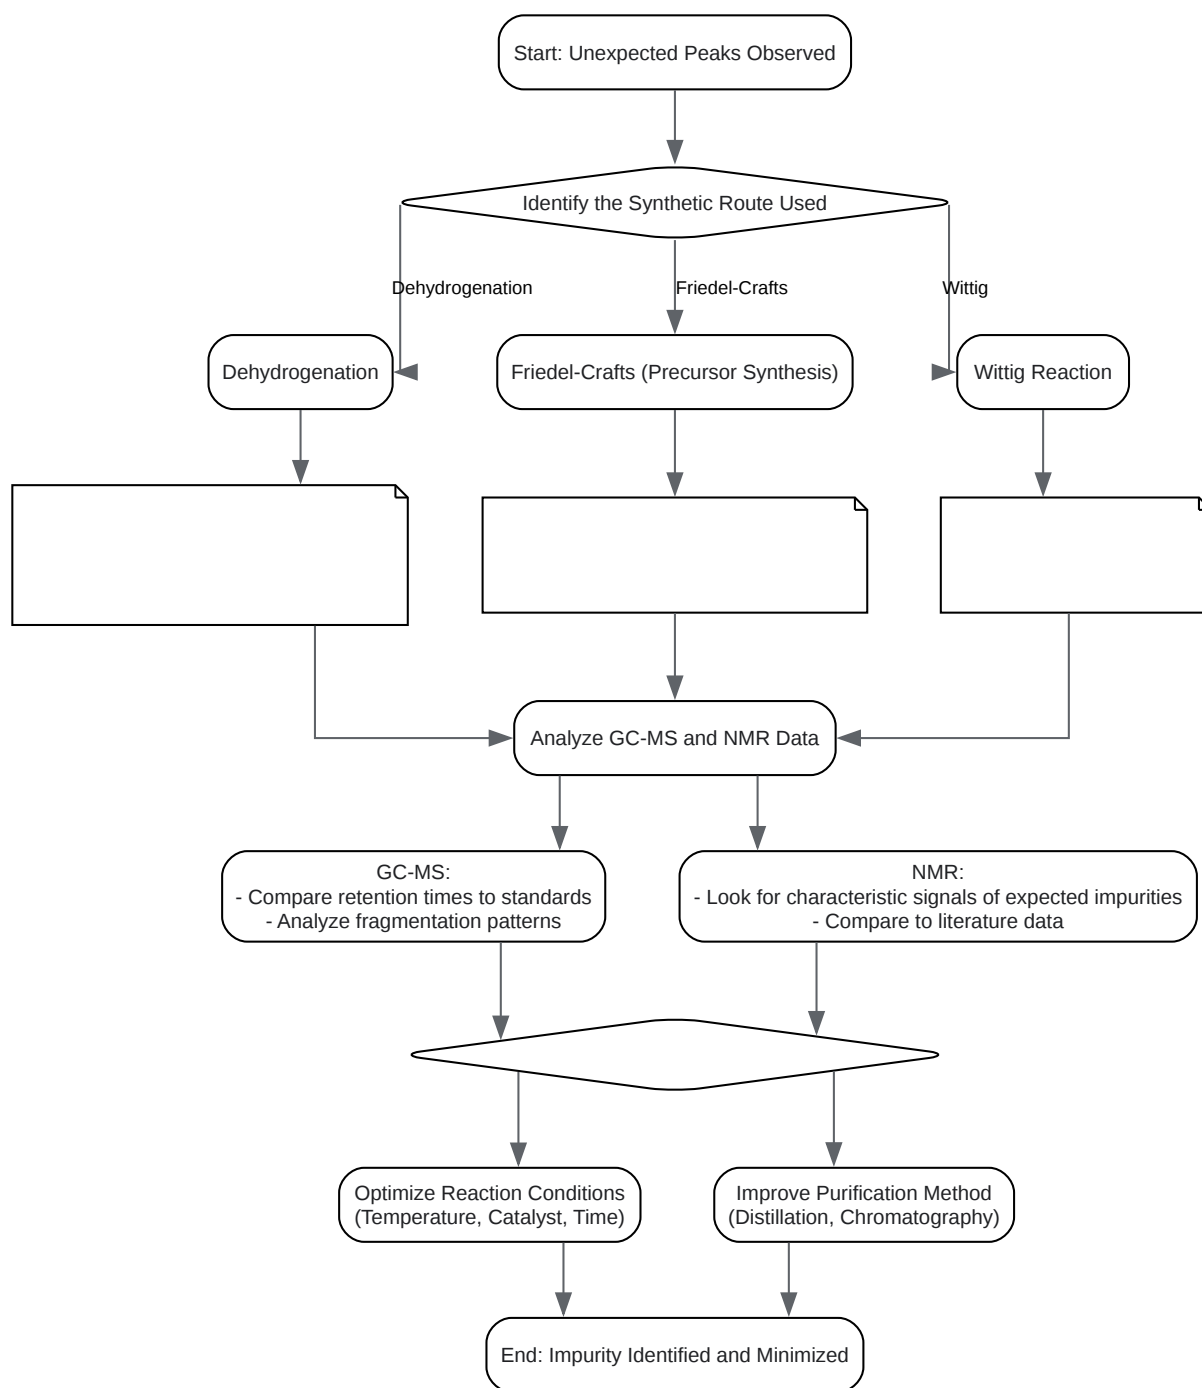 Start: Unexpected Peaks Observed
Identify the Synthetic Route Used
Dehydrogenation
Friedel-Crafts
Wittig
Dehydrogenation
Friedel-Crafts (Precursor Synthesis)
Wittig Reaction
Analyze GC-MS and NMR Data
GC-MS:
- Compare retention times to standards
- Analyze fragmentation patterns
NMR:
- Look for characteristic signals of expected impurities
- Compare to literature data
Optimize Reaction Conditions
(Temperature, Catalyst, Time)
Improve Purification Method
(Distillation, Chromatography)
End: Impurity Identified and Minimized